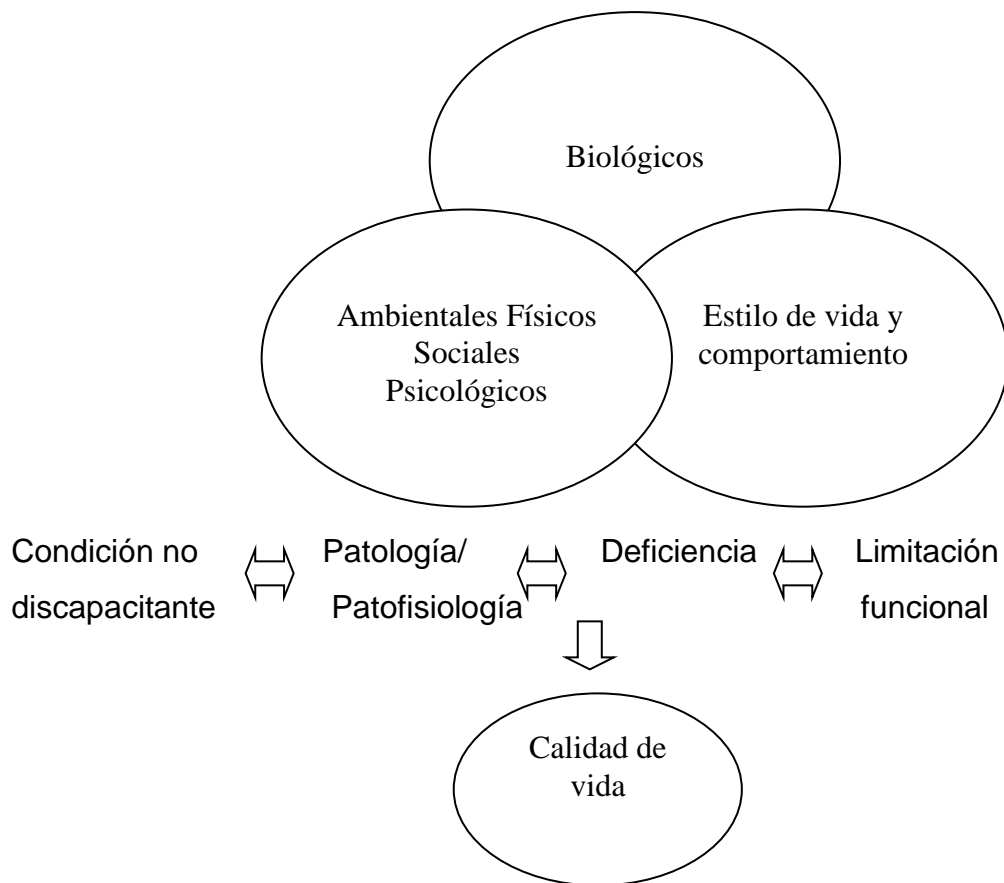 Biológicos
Ambientales Físicos
Sociales
Psicológicos
Estilo de vida y
comportamiento
Condición no
discapacitante
Patología/
Patofisiología
Deficiencia
Limitación
funcional
Calidad de
vida